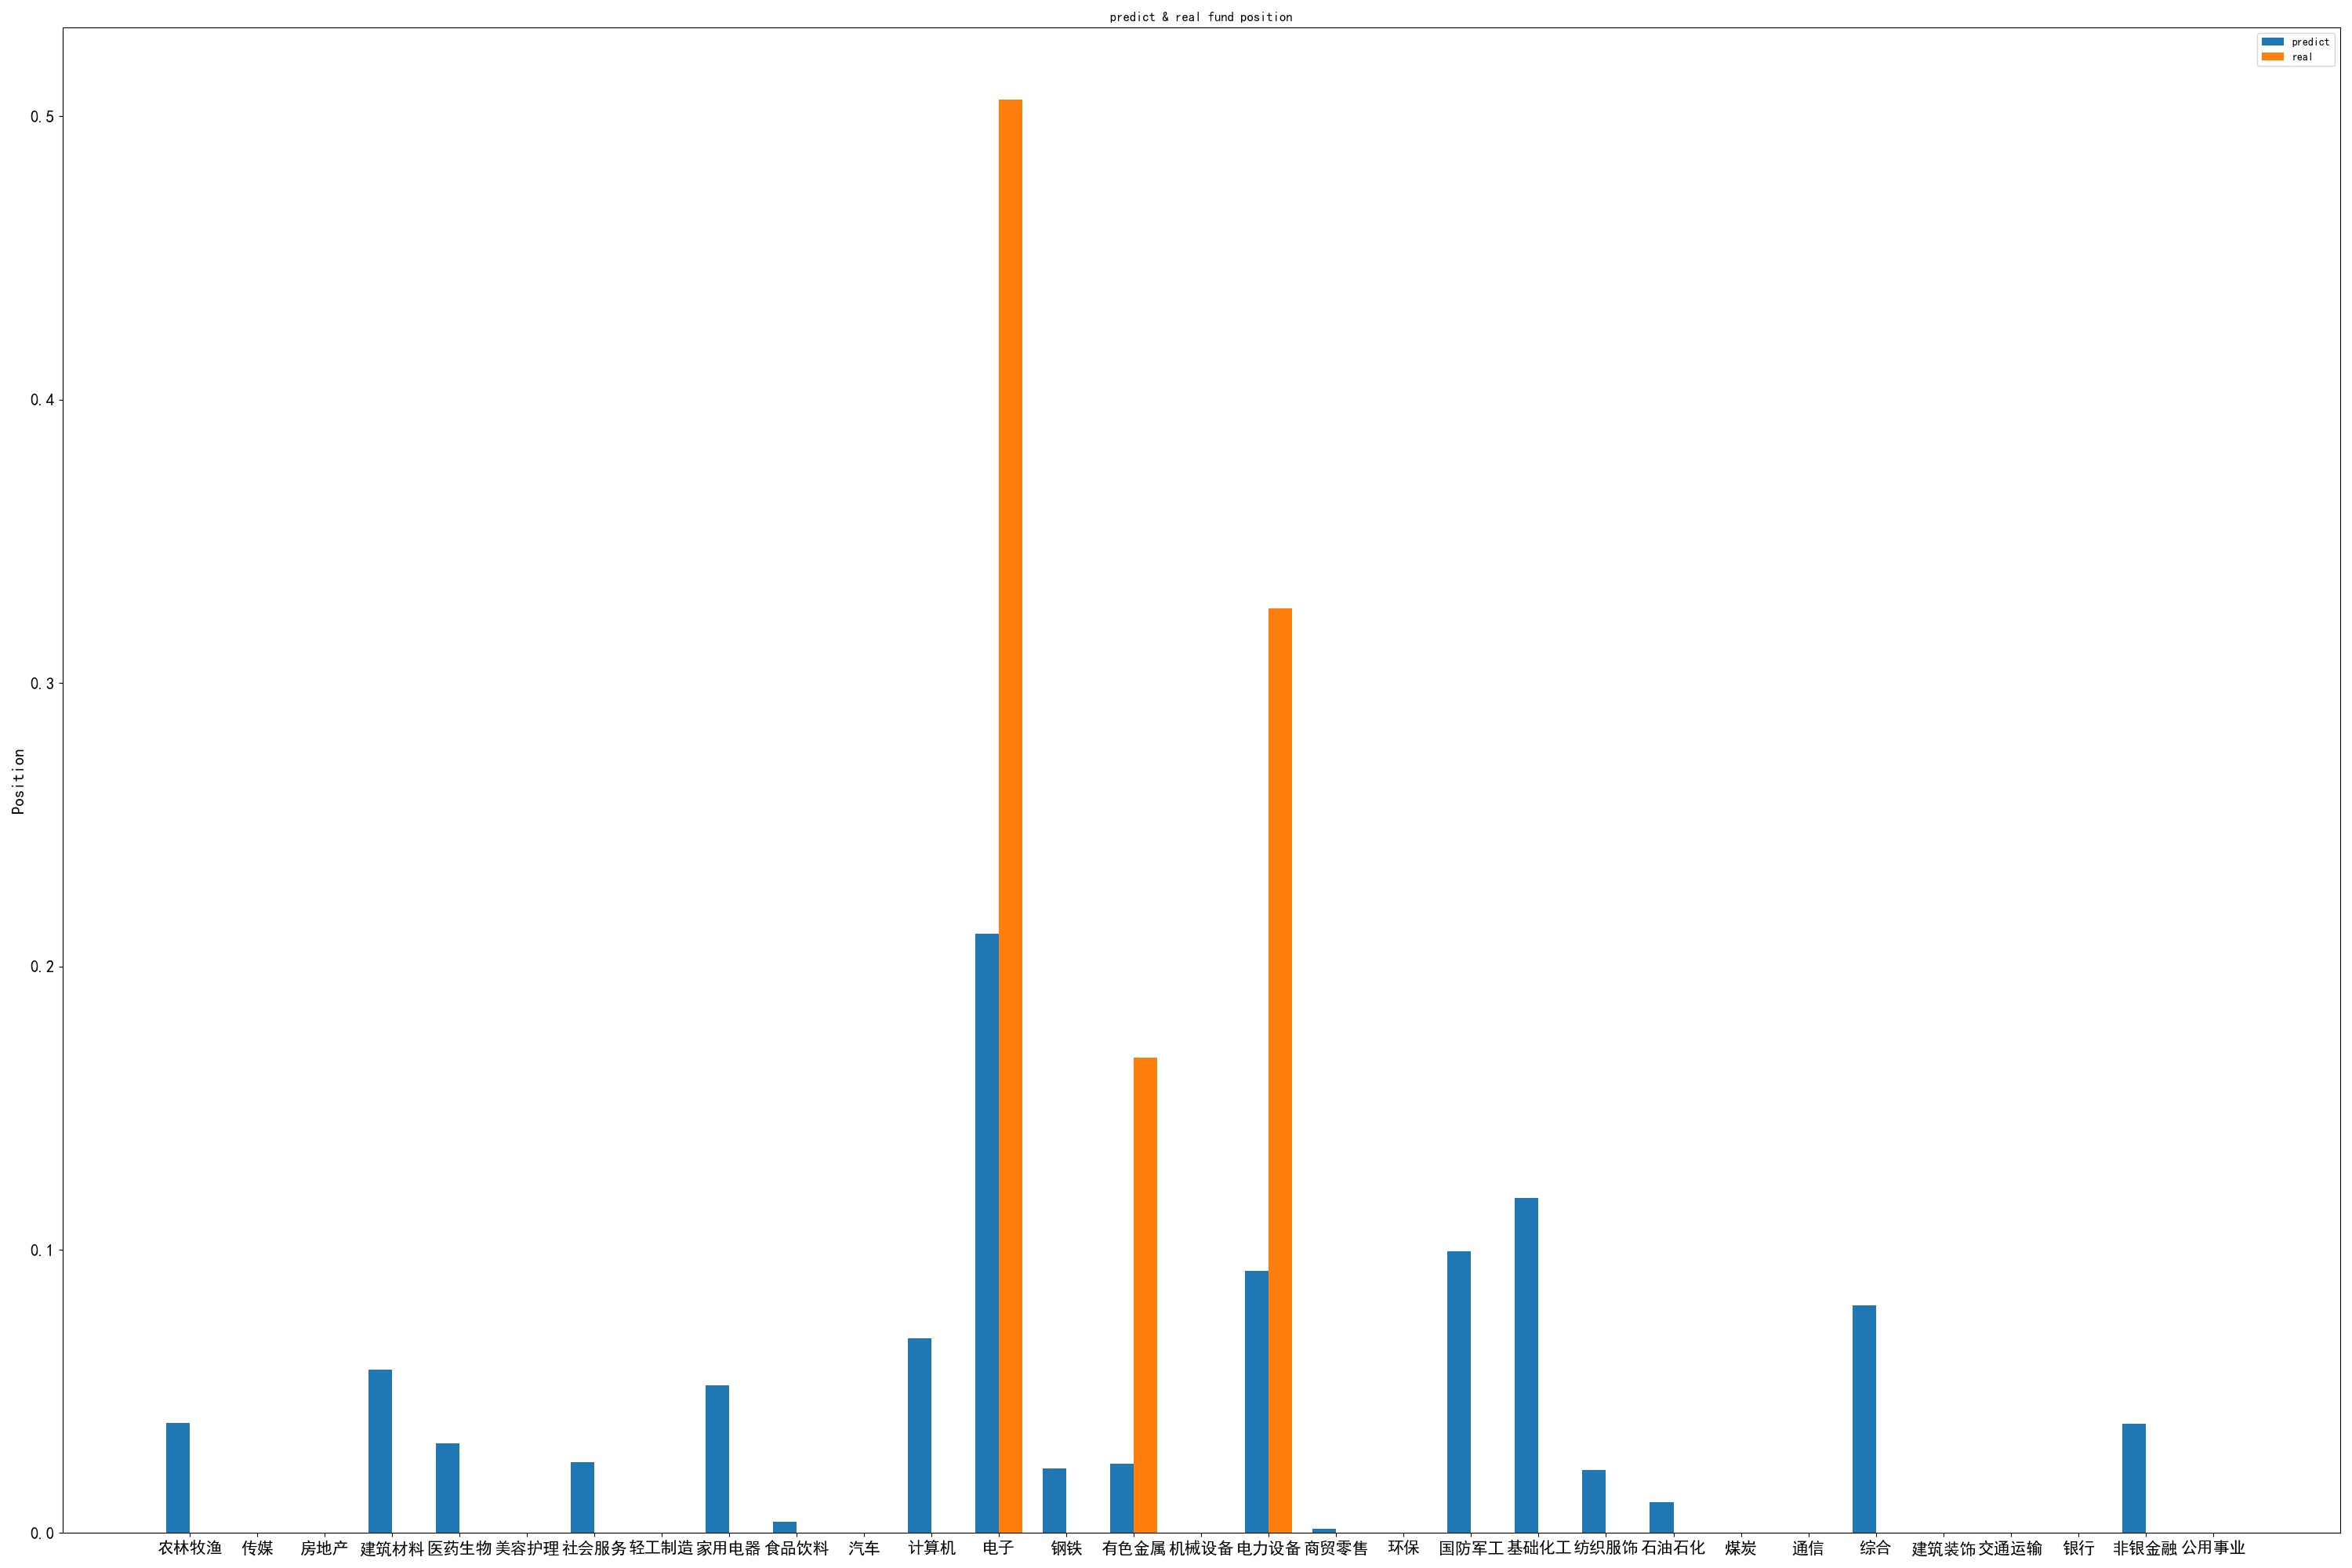 predict & real fund position
predict
real
0.5
0.4
0.3
0.2
0.1
0.0
Position
农林牧渔 传媒 房地产 建筑材料 医药生物 美容护理 社会服务 轻工制造 家用电器 食品饮料 汽车 计算机 电子 钢铁 有色金属 机械设备 电力设备 商贸零售 环保 国防军工 基础化工 纺织服饰 石油石化 煤炭 通信 综合 建筑装饰 交通运输 银行 非银金融 公用事业